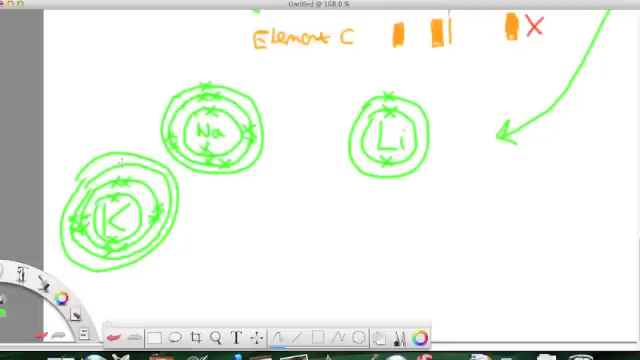 Untitled @ 168.0 %
Element C X
Na
Li
K
T